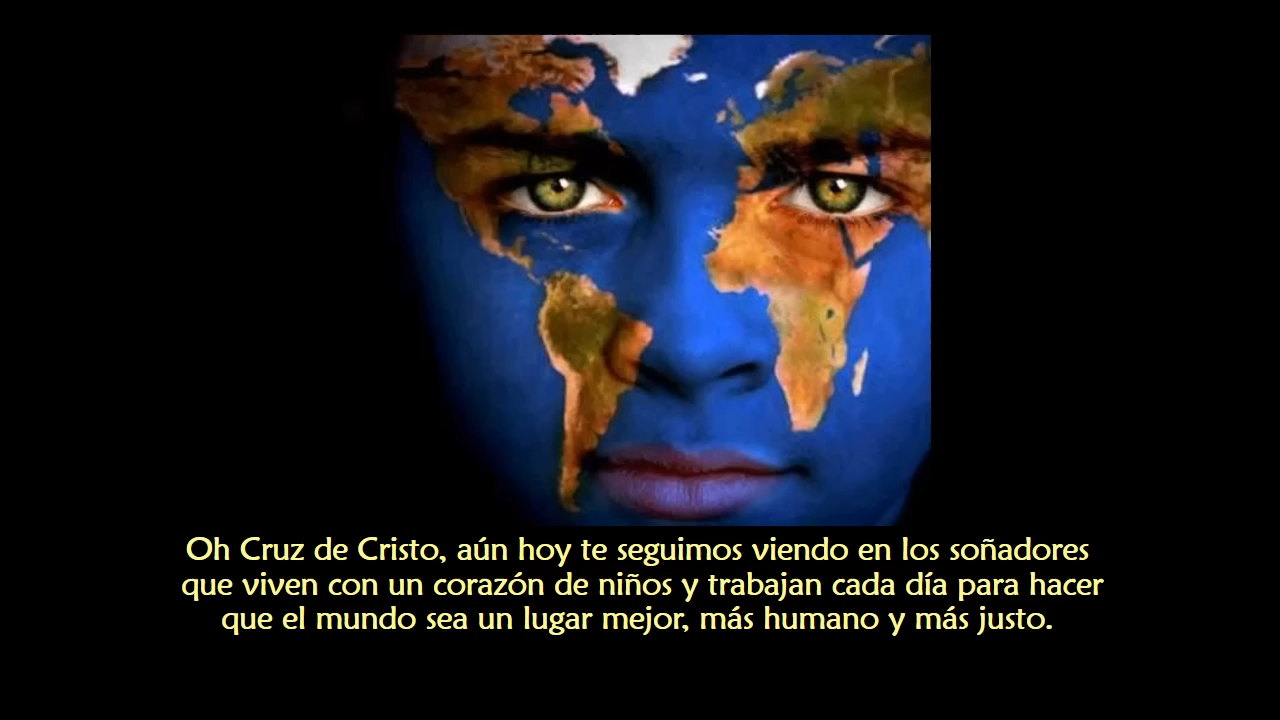 Oh Cruz de Cristo, aún hoy te seguimos viendo en los soñadores
que viven con un corazón de niños y trabajan cada día para hacer
que el mundo sea un lugar mejor, más humano y más justo.